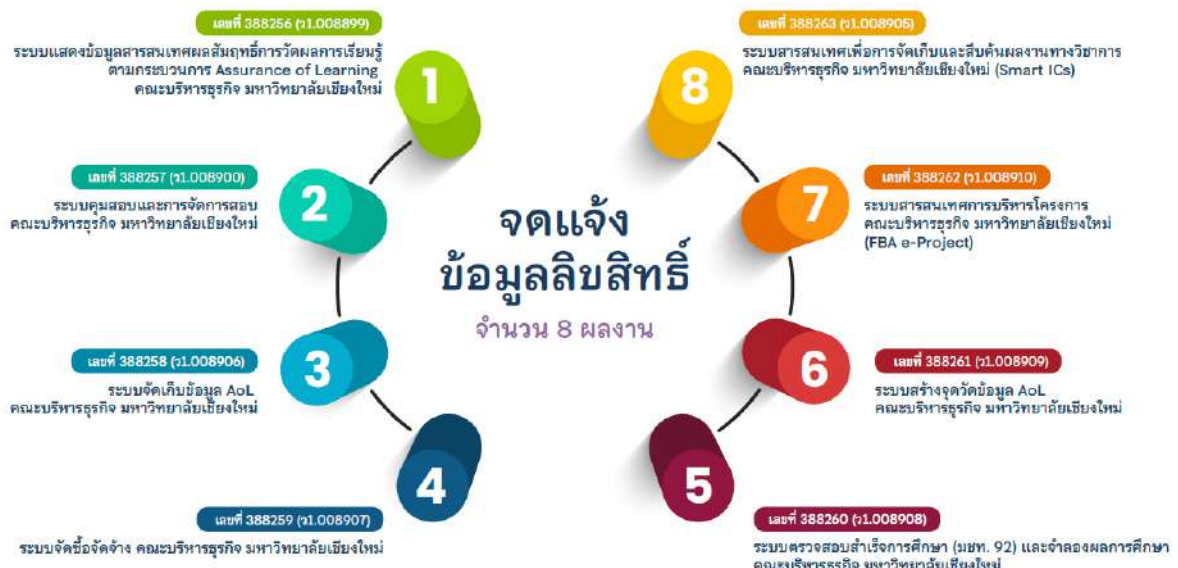 จดแจ้ง
ข้อมูลลิขสิทธิ์
จำนวน 8 ผลงาน
1
เลขที่ 388256 (ว1.008899)
ระบบแสดงข้อมูลสารสนเทศผลสัมฤทธิ์การวัดผลการเรียนรู้
ตามกระบวนการ Assurance of Learning
คณะบริหารธุรกิจ มหาวิทยาลัยเชียงใหม่
2
เลขที่ 388257 (ว1.008900)
ระบบคุมสอบและการจัดการสอบ
คณะบริหารธุรกิจ มหาวิทยาลัยเชียงใหม่
3
เลขที่ 388258 (ว1.008906)
ระบบจัดเก็บข้อมูล AoL
คณะบริหารธุรกิจ มหาวิทยาลัยเชียงใหม่
4
เลขที่ 388259 (ว1.008907)
ระบบจัดซื้อจัดจ้าง คณะบริหารธุรกิจ มหาวิทยาลัยเชียงใหม่
5
เลขที่ 388260 (ว1.008908)
ระบบตรวจสอบสำเร็จการศึกษา (มชท. 92) และจำลองผลการศึกษา
คณะบริหารธุรกิจ มหาวิทยาลัยเชียงใหม่
6
เลขที่ 388261 (ว1.008909)
ระบบสร้างจุดวัดข้อมูล AoL
คณะบริหารธุรกิจ มหาวิทยาลัยเชียงใหม่
7
เลขที่ 388262 (ว1.008910)
ระบบสารสนเทศการบริหารโครงการ
คณะบริหารธุรกิจ มหาวิทยาลัยเชียงใหม่
(FBA e-Project)
8
เลขที่ 388263 (ว1.008905)
ระบบสารสนเทศเพื่อการจัดเก็บและสืบค้นผลงานทางวิชาการ
คณะบริหารธุรกิจ มหาวิทยาลัยเชียงใหม่ (Smart ICs)